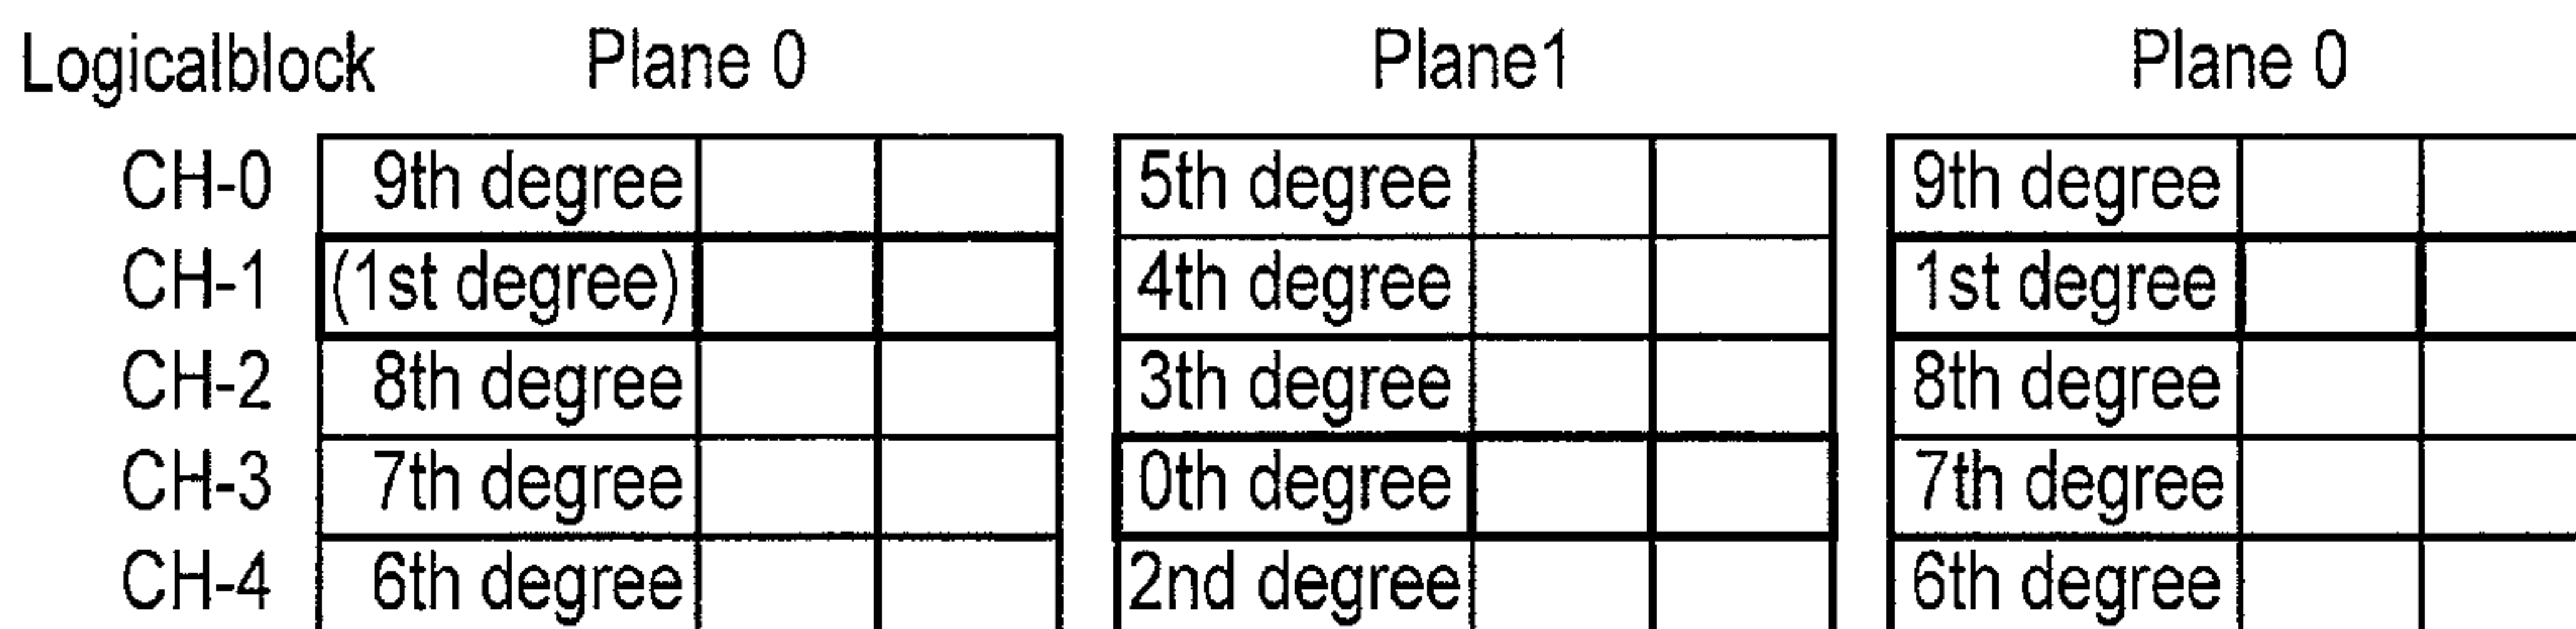 Logicalblock Plane 0 Plane1 Plane 0
CH-0 9th degree 5th degree 9th degree
CH-1 (1st degree) 4th degree 1st degree
CH-2 8th degree 3th degree 8th degree
CH-3 7th degree 0th degree 7th degree
CH-4 6th degree 2nd degree 6th degree